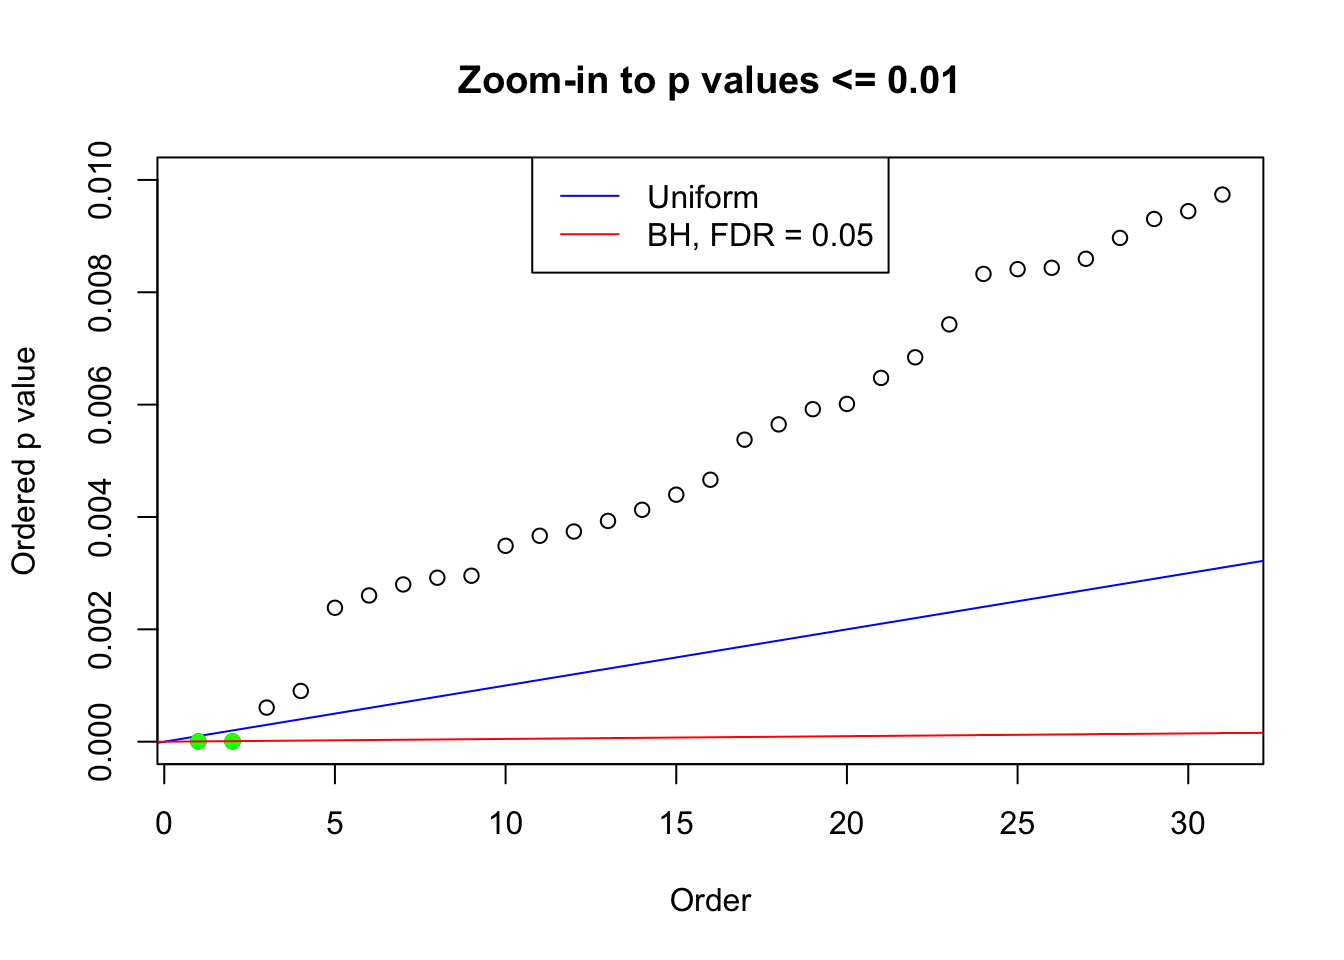 Zoom-in to p values <= 0.01
Uniform
BH, FDR = 0.05
Ordered p value
0.010
0.008
0.006
0.004
0.002
0.000
0 5 10 15 20 25 30
Order